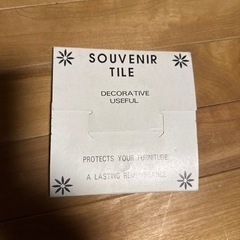 SOUVENIR
TILE
DECORATIVE
USEFUL
PROTECTS YOUR FURNITURE
A LASTING REMEMBRANCE